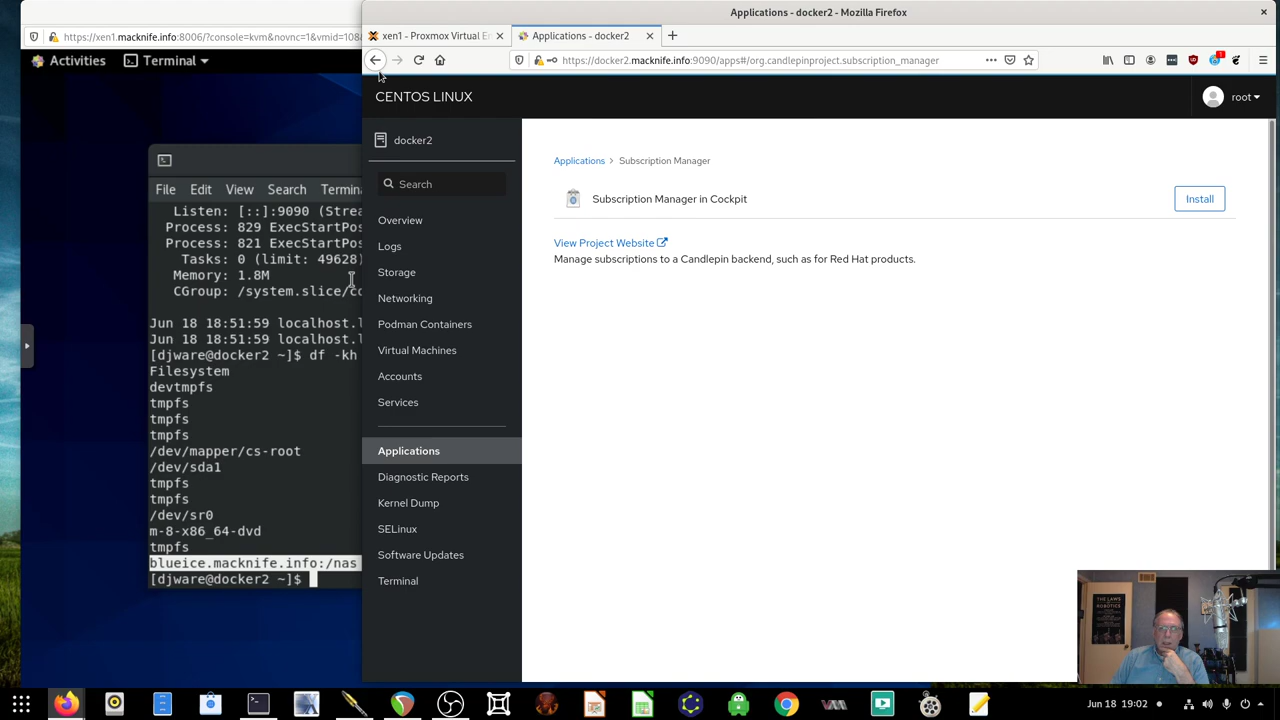 Applications - docker2 - Mozilla Firefox
https://xen1.macknife.info:8006/?console=kvm&novnc=1&vmid=108
xen1 - Proxmox Virtual En
Applications - docker2
https://docker2.macknife.info:9090/apps#/org.candlepinproject.subscription_manager
Activities
Terminal
CENTOS LINUX
root
docker2
Search
Overview
Logs
Storage
Networking
Podman Containers
Virtual Machines
Accounts
Services
Applications
Diagnostic Reports
Kernel Dump
SELinux
Software Updates
Terminal
Applications > Subscription Manager
Subscription Manager in Cockpit
Install
View Project Website
Manage subscriptions to a Candlepin backend, such as for Red Hat products.
File Edit View Search Termina
Listen: [::]:9090 (Strea
Process: 829 ExecStartPos
Process: 821 ExecStartPos
Tasks: 0 (limit: 49628)
Memory: 1.8M
CGroup: /system.slice/co
Jun 18 18:51:59 localhost.l
Jun 18 18:51:59 localhost.l
[djware@docker2 ~]$ df -kh
Filesystem
devtmpfs
tmpfs
tmpfs
tmpfs
/dev/mapper/cs-root
/dev/sda1
tmpfs
tmpfs
/dev/sr0
m-8-x86_64-dvd
tmpfs
blueice.macknife.info:/nas
[djware@docker2 ~]$
THE LAWS
ROBOTICS
Jun 18 19:02